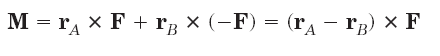 M = r_A × F + r_B × (−F) = (r_A − r_B) × F